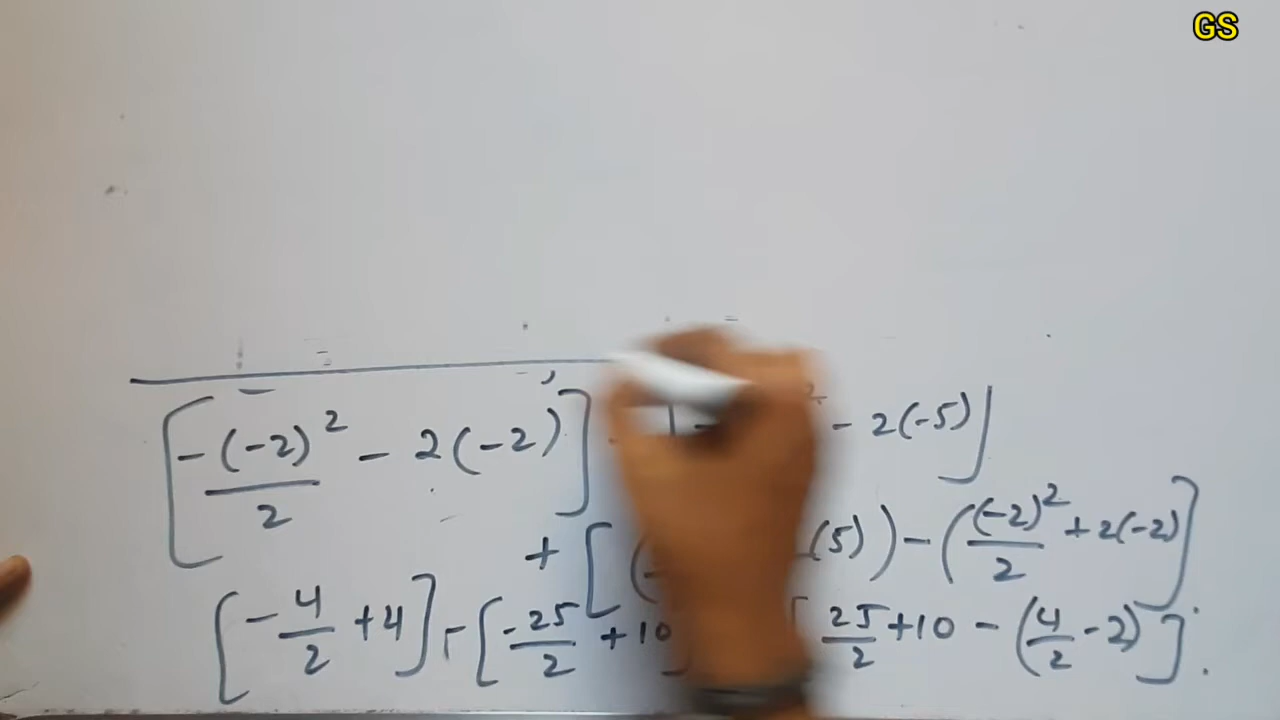 GS
[-(-2)²/2 - 2(-2)] - 2(-5)]
+ [( (5)) - ((-2)²/2 + 2(-2)]
[-4/2 + 4] - [-25/2 + 10 [25/2 + 10 - (4/2 - 2)].